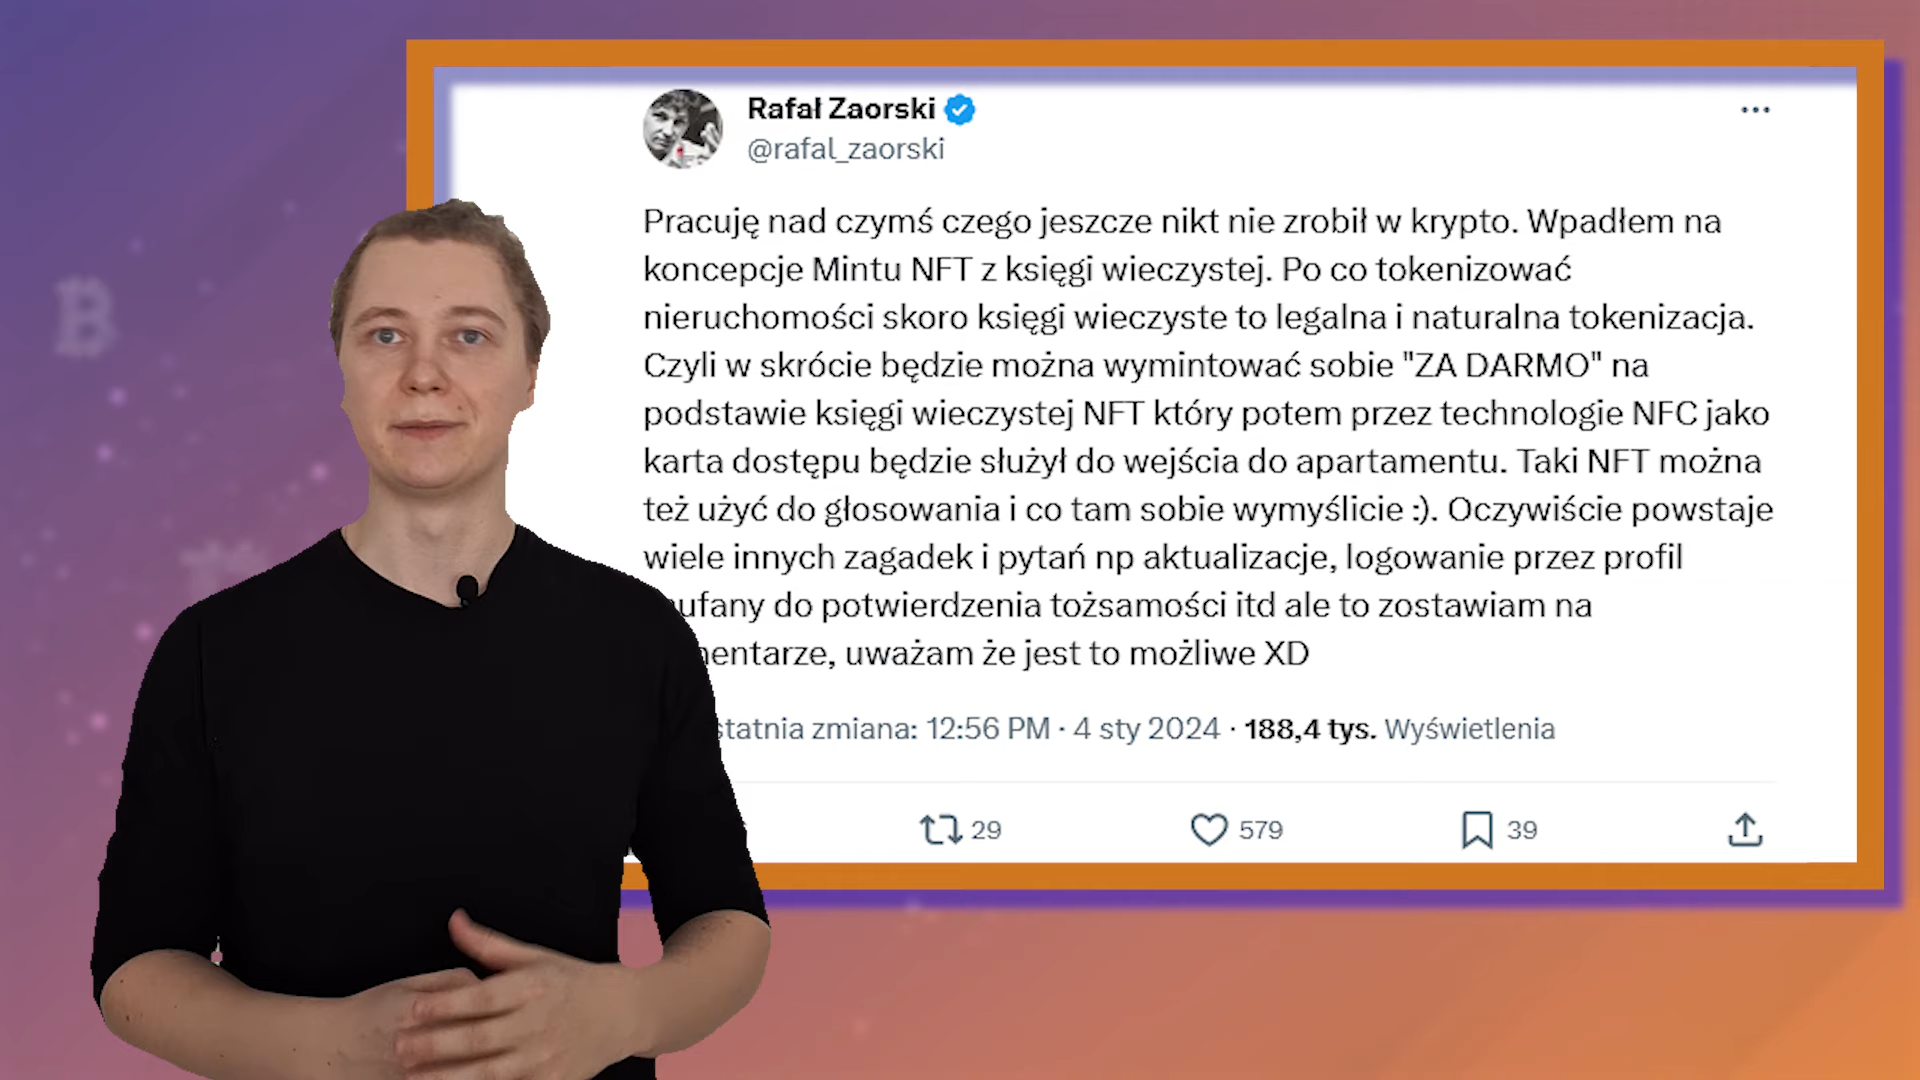 Rafał Zaorski
@rafal_zaorski
Pracuję nad czymś czego jeszcze nikt nie zrobił w krypto. Wpadłem na
koncepcje Mintu NFT z księgi wieczystej. Po co tokenizować
nieruchomości skoro księgi wieczyste to legalna i naturalna tokenizacja.
Czyli w skrócie będzie można wymintować sobie "ZA DARMO" na
podstawie księgi wieczystej NFT który potem przez technologie NFC jako
karta dostępu będzie służył do wejścia do apartamentu. Taki NFT można
też użyć do głosowania i co tam sobie wymyślicie :). Oczywiście powstaje
wiele innych zagadek i pytań np aktualizacje, logowanie przez profil
do potwierdzenia tożsamości itd ale to zostawiam na
uważam że jest to możliwe XD
zmiana: 12:56 PM · 4 sty 2024 · 188,4 tys. Wyświetlenia
29 579 39